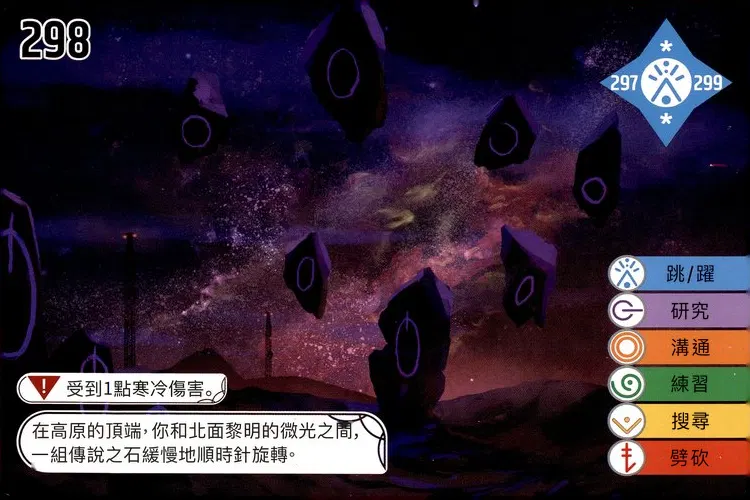 298
*
297 299
*
跳/躍
研究
溝通
練習
搜尋
劈砍
! 受到1點寒冷傷害。
在高原的頂端，你和北面黎明的微光之間，
一組傳說之石緩慢地順時針旋轉。